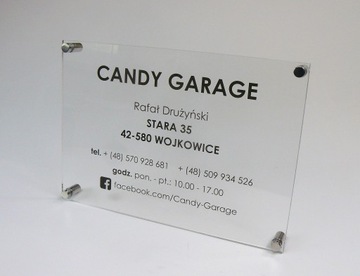 CANDY GARAGE
Rafał Drużyński
STARA 35
42-580 WOJKOWICE
tel. + (48) 570 928 681 + (48) 509 934 526
godz. pon. - pt.: 10.00 - 17.00
facebook.com/Candy-Garage